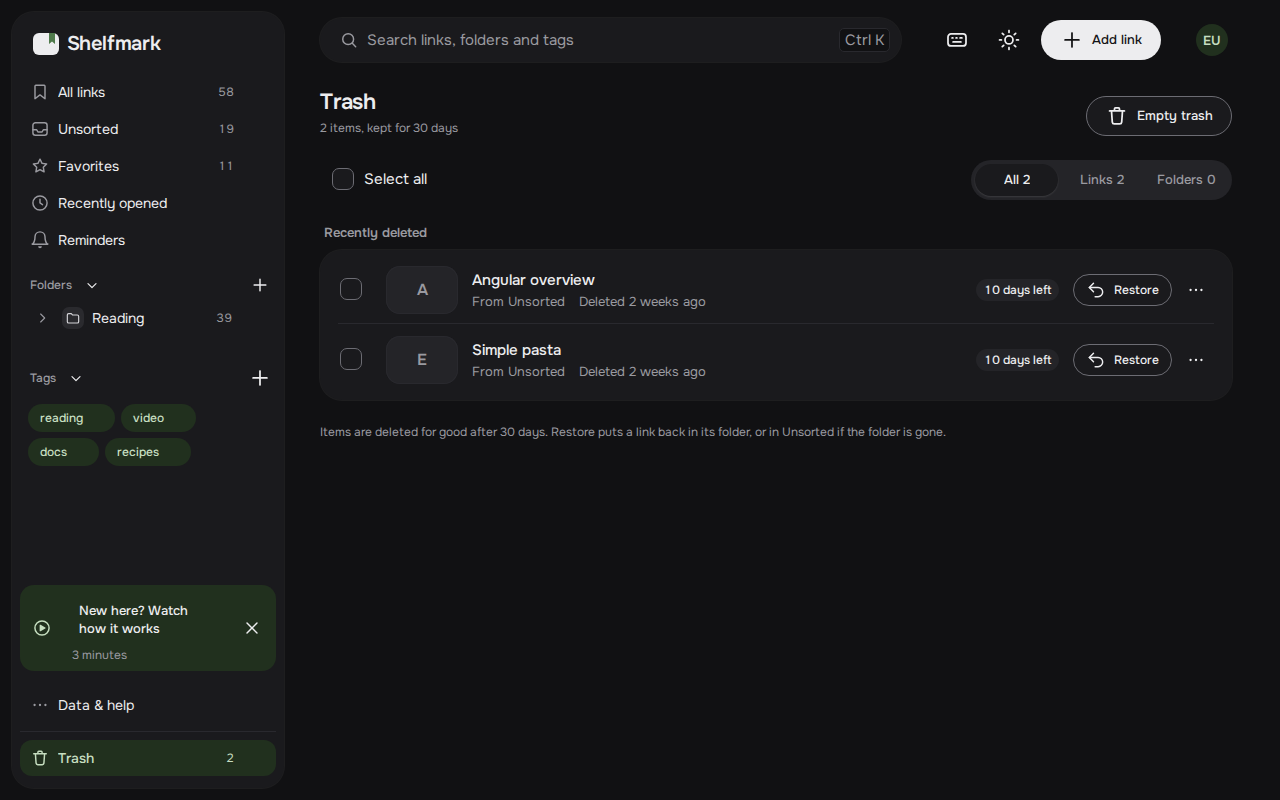 Shelfmark
All links 58
Unsorted 19
Favorites 11
Recently opened
Reminders
Folders
Reading 39
Tags
reading video
docs recipes
New here? Watch
how it works
3 minutes
Data & help
Trash 2
Search links, folders and tags Ctrl K
Add link
EU
Trash
2 items, kept for 30 days
Empty trash
Select all
All 2 Links 2 Folders 0
Recently deleted
A
Angular overview
From Unsorted Deleted 2 weeks ago
10 days left
Restore
E
Simple pasta
From Unsorted Deleted 2 weeks ago
10 days left
Restore
Items are deleted for good after 30 days. Restore puts a link back in its folder, or in Unsorted if the folder is gone.